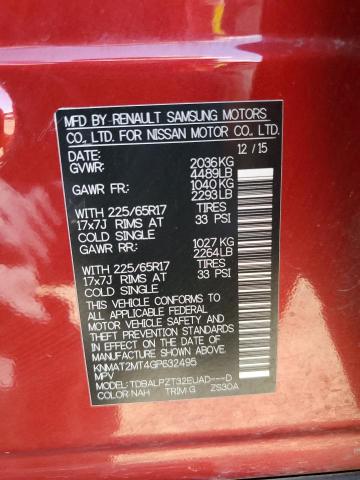 MFD BY RENAULT SAMSUNG MOTORS
CO., LTD. FOR NISSAN MOTOR CO., LTD.
DATE: 12/15
GVWR: 2036KG
4489LB
GAWR FR: 1040KG
2293LB
WITH 225/65R17 TIRES
17x7J RIMS AT 33 PSI
COLD SINGLE
GAWR RR: 1027KG
2264LB
WITH 225/65R17 TIRES
17x7J RIMS AT 33 PSI
COLD SINGLE
THIS VEHICLE CONFORMS TO
ALL APPLICABLE FEDERAL
MOTOR VEHICLE SAFETY, BUMPER, AND
THEFT PREVENTION STANDARDS
IN EFFECT ON THE DATE OF
MANUFACTURE SHOWN ABOVE.
KNMAT2MT4GP632495
MPV
MODEL: TDBALPZT32EUAD---D
COLOR NAH TRIM G ZS30A